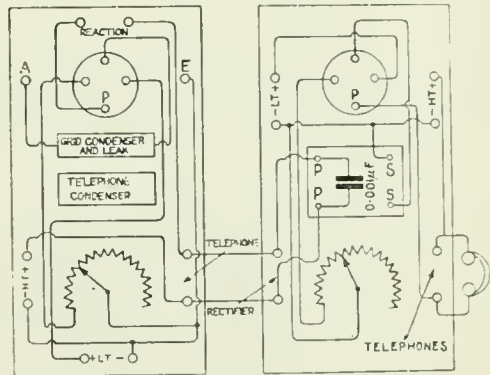 REACTION
A
E
P
GRID CONDENSER
AND LEAK
TELEPHONE
CONDENSER
-HT+
+LT-
TELEPHONE
RECTIFIER
-LT+
P
-HT+
P
P
0.001µF
S
S
TELEPHONES